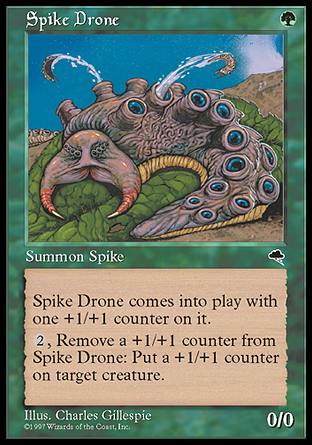 Spike Drone
Summon Spike
Spike Drone comes into play with
one +1/+1 counter on it.
2, Remove a +1/+1 counter from
Spike Drone: Put a +1/+1 counter
on target creature.
Illus. Charles Gillespie
©1997 Wizards of the Coast, Inc.
0/0